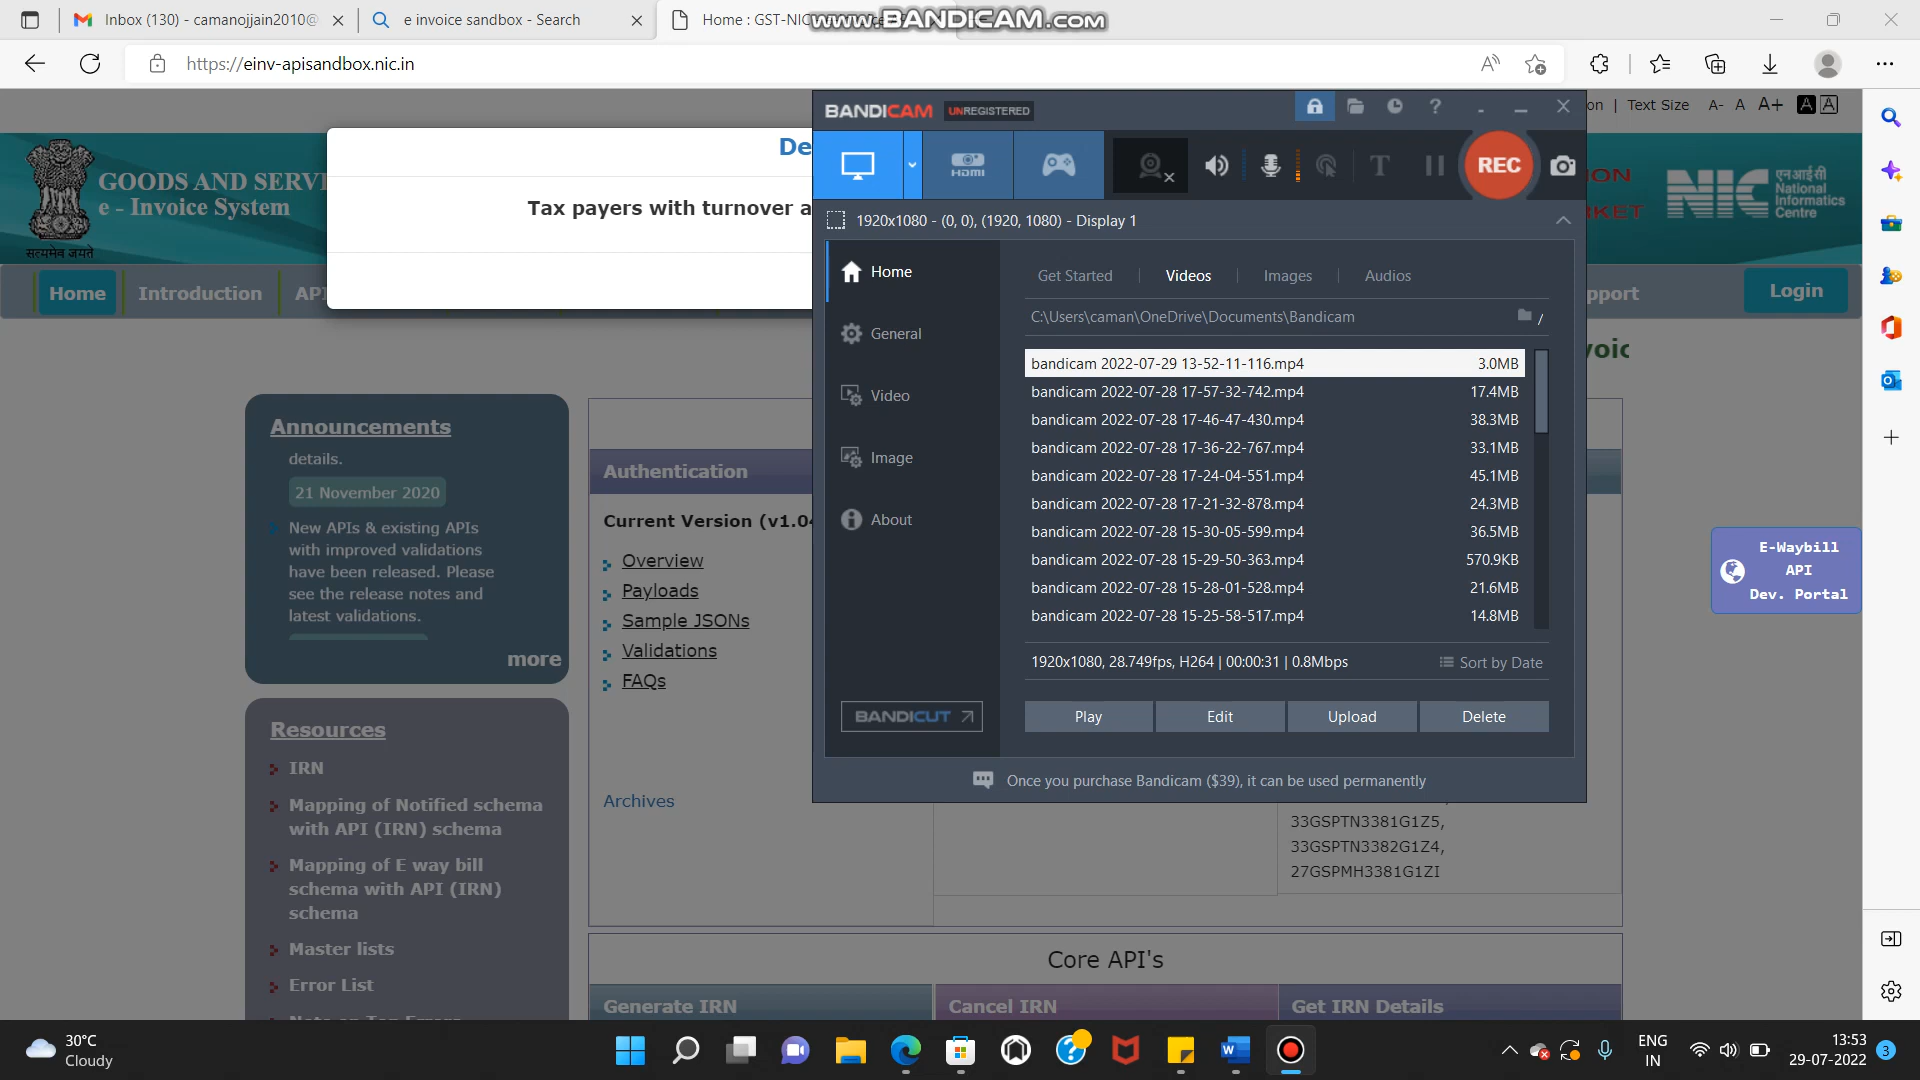 Inbox (130) - camanojjain2010@
e invoice sandbox - Search
Home : GST-NIC
www.BANDICAM.com
https://einv-apisandbox.nic.in
GOODS AND SERVI
e - Invoice System
सत्यमेव जयते
De
Tax payers with turnover a
on | Text Size A- A A+ A A
ION
KET
NIC
एनआईसी
National
Informatics
Centre
Home
Introduction
API
pport
Login
BANDICAM UNREGISTERED
HDMI
REC
1920x1080 - (0, 0), (1920, 1080) - Display 1
Home
General
Video
Image
About
BANDICUT
Get Started
Videos
Images
Audios
C:\Users\caman\OneDrive\Documents\Bandicam
bandicam 2022-07-29 13-52-11-116.mp4 3.0MB
bandicam 2022-07-28 17-57-32-742.mp4 17.4MB
bandicam 2022-07-28 17-46-47-430.mp4 38.3MB
bandicam 2022-07-28 17-36-22-767.mp4 33.1MB
bandicam 2022-07-28 17-24-04-551.mp4 45.1MB
bandicam 2022-07-28 17-21-32-878.mp4 24.3MB
bandicam 2022-07-28 15-30-05-599.mp4 36.5MB
bandicam 2022-07-28 15-29-50-363.mp4 570.9KB
bandicam 2022-07-28 15-28-01-528.mp4 21.6MB
bandicam 2022-07-28 15-25-58-517.mp4 14.8MB
1920x1080, 28.749fps, H264 | 00:00:31 | 0.8Mbps
Sort by Date
Play
Edit
Upload
Delete
Once you purchase Bandicam ($39), it can be used permanently
voic
Announcements
details.
21 November 2020
New APIs & existing APIs
with improved validations
have been released. Please
see the release notes and
latest validations.
more
Resources
IRN
Mapping of Notified schema
with API (IRN) schema
Mapping of E way bill
schema with API (IRN)
schema
Master lists
Error List
Authentication
Current Version (v1.04
Overview
Payloads
Sample JSONs
Validations
FAQs
Archives
33GSPTN3381G1Z5,
33GSPTN3382G1Z4,
27GSPMH3381G1ZI
Core API's
Generate IRN
Cancel IRN
Get IRN Details
E-Waybill
API
Dev. Portal
30°C
Cloudy
ENG
IN
13:53
29-07-2022
3